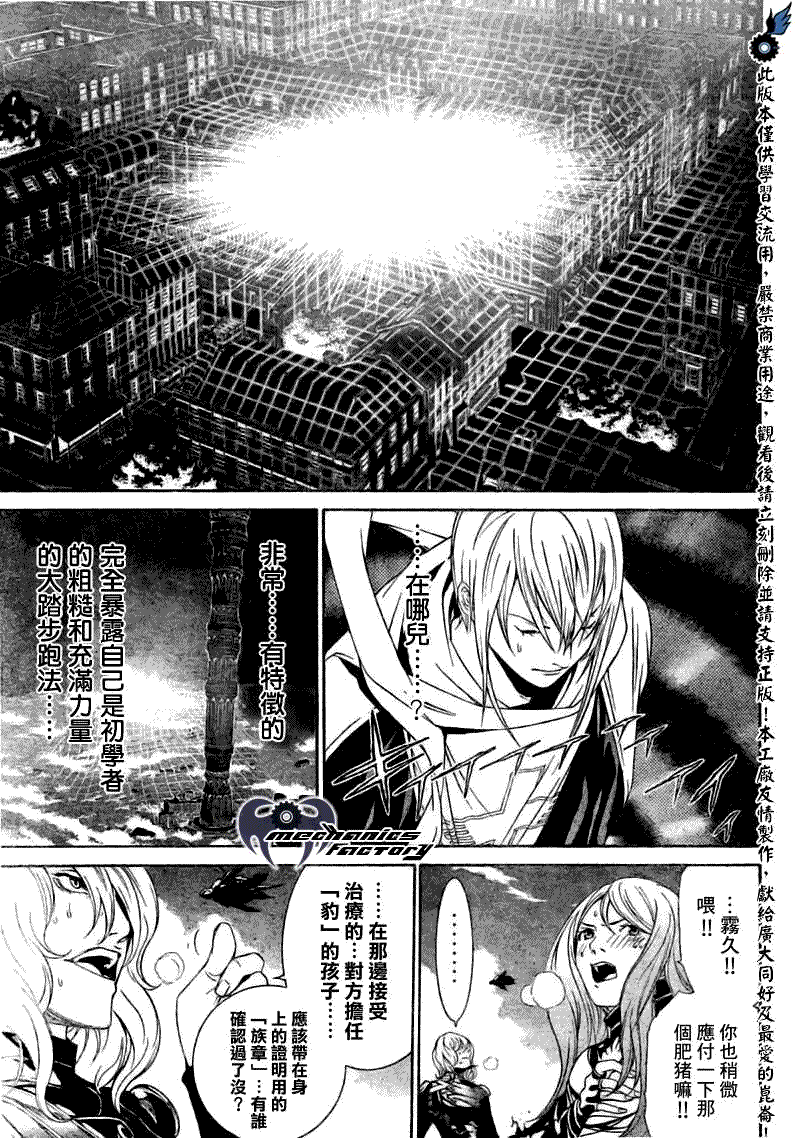 此版本僅供學習交流用，嚴禁商業用途，觀看後請立刻刪除並請支持正版！本工廠友情製作，獻給廣大同好及最愛的崑崙!!
……在哪兒……？
非常……有特徵的
完全暴露自己是初學者
的粗糙和充滿力量
的大踏步跑法……
Mechanics
Factory
…霧久!!
喂!!
你也稍微
應付一下那
個肥猪嘛!!
………
……在那邊接受
治療的…對方擔任
「豹」的孩子……
應該帶在身
上的證明用的
「族章」…有誰
確認過了沒？